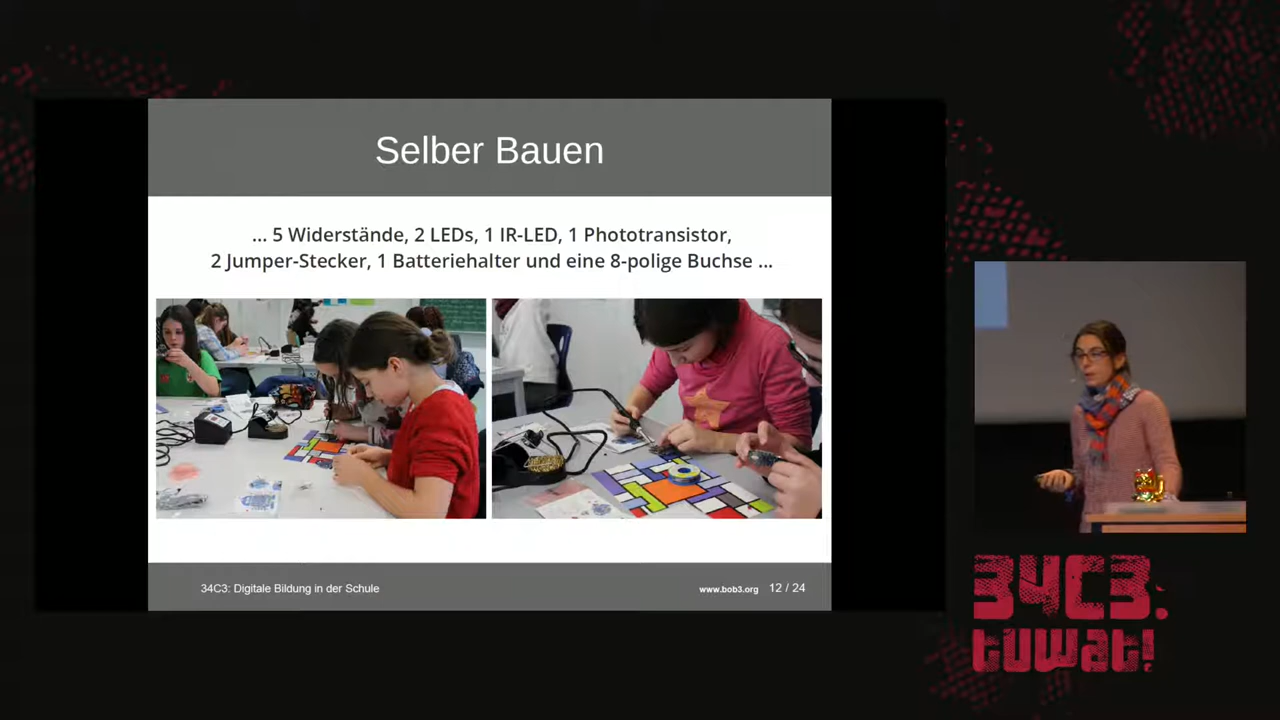 Selber Bauen
... 5 Widerstände, 2 LEDs, 1 IR-LED, 1 Phototransistor,
2 Jumper-Stecker, 1 Batteriehalter und eine 8-polige Buchse ...
34C3: Digitale Bildung in der Schule
www.bob3.org
12 / 24
34C3:
tuwat!